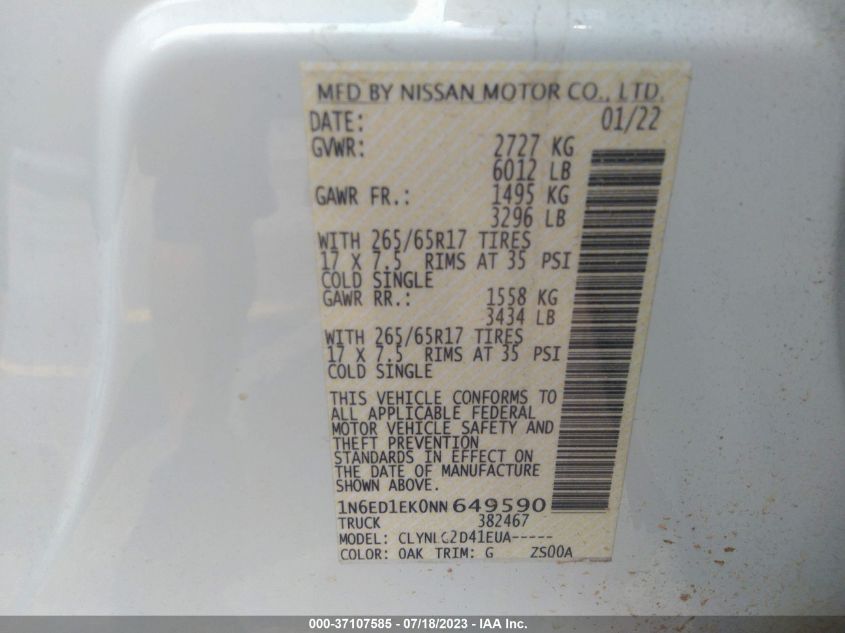 MFD BY NISSAN MOTOR CO., LTD.
DATE: 01/22
GVWR: 2727 KG
6012 LB
GAWR FR.: 1495 KG
3296 LB
WITH 265/65R17 TIRES
17 X 7.5 RIMS AT 35 PSI
COLD SINGLE
GAWR RR.: 1558 KG
3434 LB
WITH 265/65R17 TIRES
17 X 7.5 RIMS AT 35 PSI
COLD SINGLE
THIS VEHICLE CONFORMS TO
ALL APPLICABLE FEDERAL
MOTOR VEHICLE SAFETY AND
THEFT PREVENTION
STANDARDS IN EFFECT ON
THE DATE OF MANUFACTURE
SHOWN ABOVE.
1N6ED1EK0NN649590
TRUCK 382467
MODEL: CLYNLC2D41EUA-----
COLOR: OAK TRIM: G ZS00A
000-37107585 - 07/18/2023 - IAA Inc.